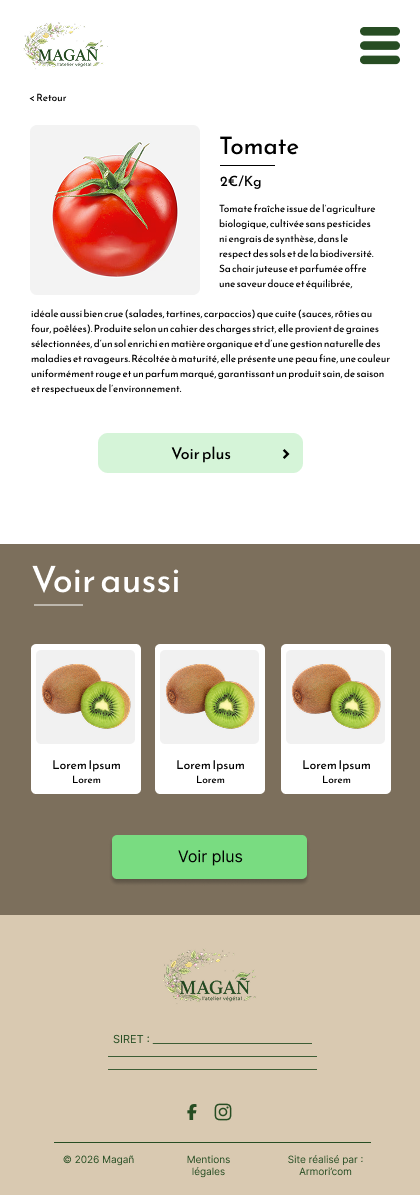 MAGAÑ
l'atelier végétal
< Retour
Tomate
2€/Kg
Tomate fraîche issue de l'agriculture
biologique, cultivée sans pesticides
ni engrais de synthèse, dans le
respect des sols et de la biodiversité.
Sa chair juteuse et parfumée offre
une saveur douce et équilibrée,
idéale aussi bien crue (salades, tartines, carpaccios) que cuite (sauces, rôties au
four, poêlées). Produite selon un cahier des charges strict, elle provient de graines
sélectionnées, d'un sol enrichi en matière organique et d'une gestion naturelle des
maladies et ravageurs. Récoltée à maturité, elle présente une peau fine, une couleur
uniformément rouge et un parfum marqué, garantissant un produit sain, de saison
et respectueux de l'environnement.
Voir plus
Voir aussi
Lorem Ipsum
Lorem
Lorem Ipsum
Lorem
Lorem Ipsum
Lorem
Voir plus
MAGAÑ
l'atelier végétal
SIRET :
© 2026 Magañ
Mentions
légales
Site réalisé par :
Armori'com